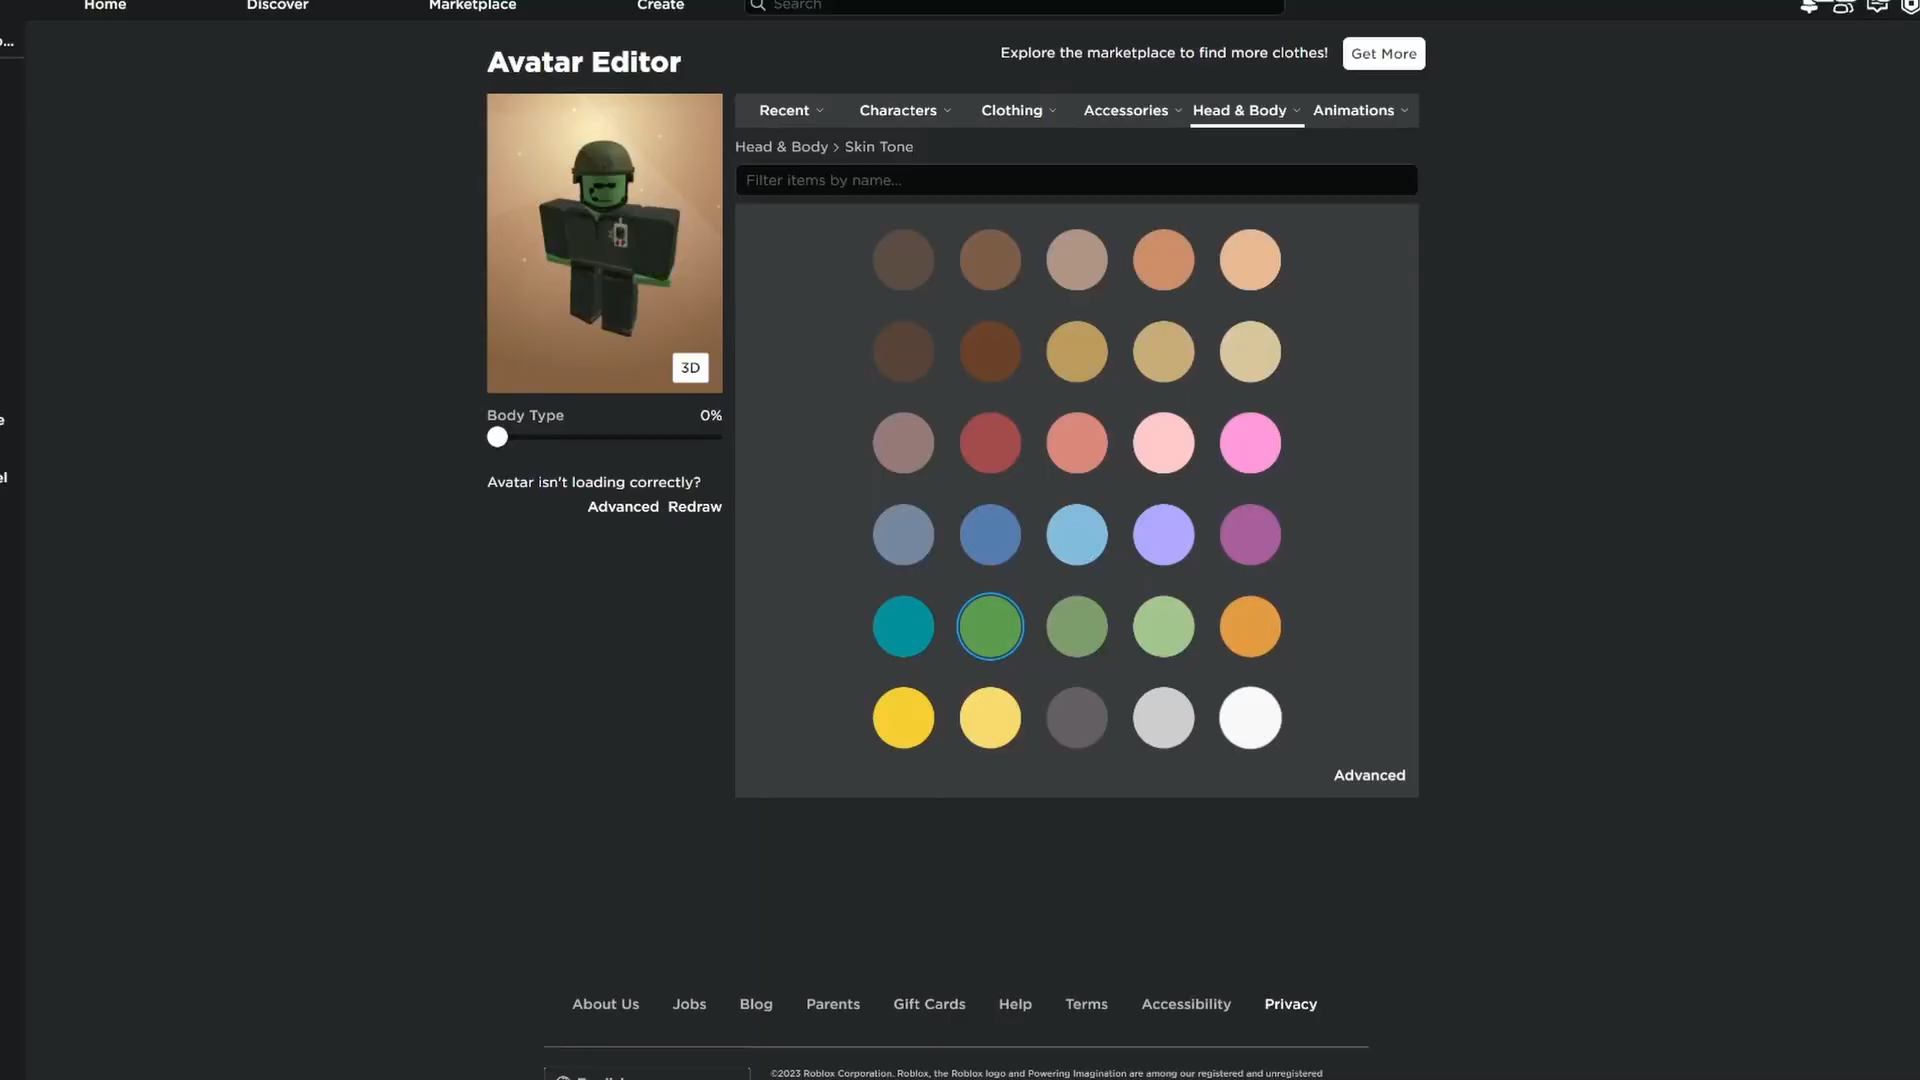 Home Discover Marketplace Create Search
Avatar Editor
Explore the marketplace to find more clothes! Get More
Recent Characters Clothing Accessories Head & Body Animations
Head & Body > Skin Tone
Filter items by name...
3D
Body Type 0%
Avatar isn't loading correctly?
Advanced Redraw
Advanced
About Us Jobs Blog Parents Gift Cards Help Terms Accessibility Privacy
©2023 Roblox Corporation. Roblox, the Roblox logo and Powering Imagination are among our registered and unregistered